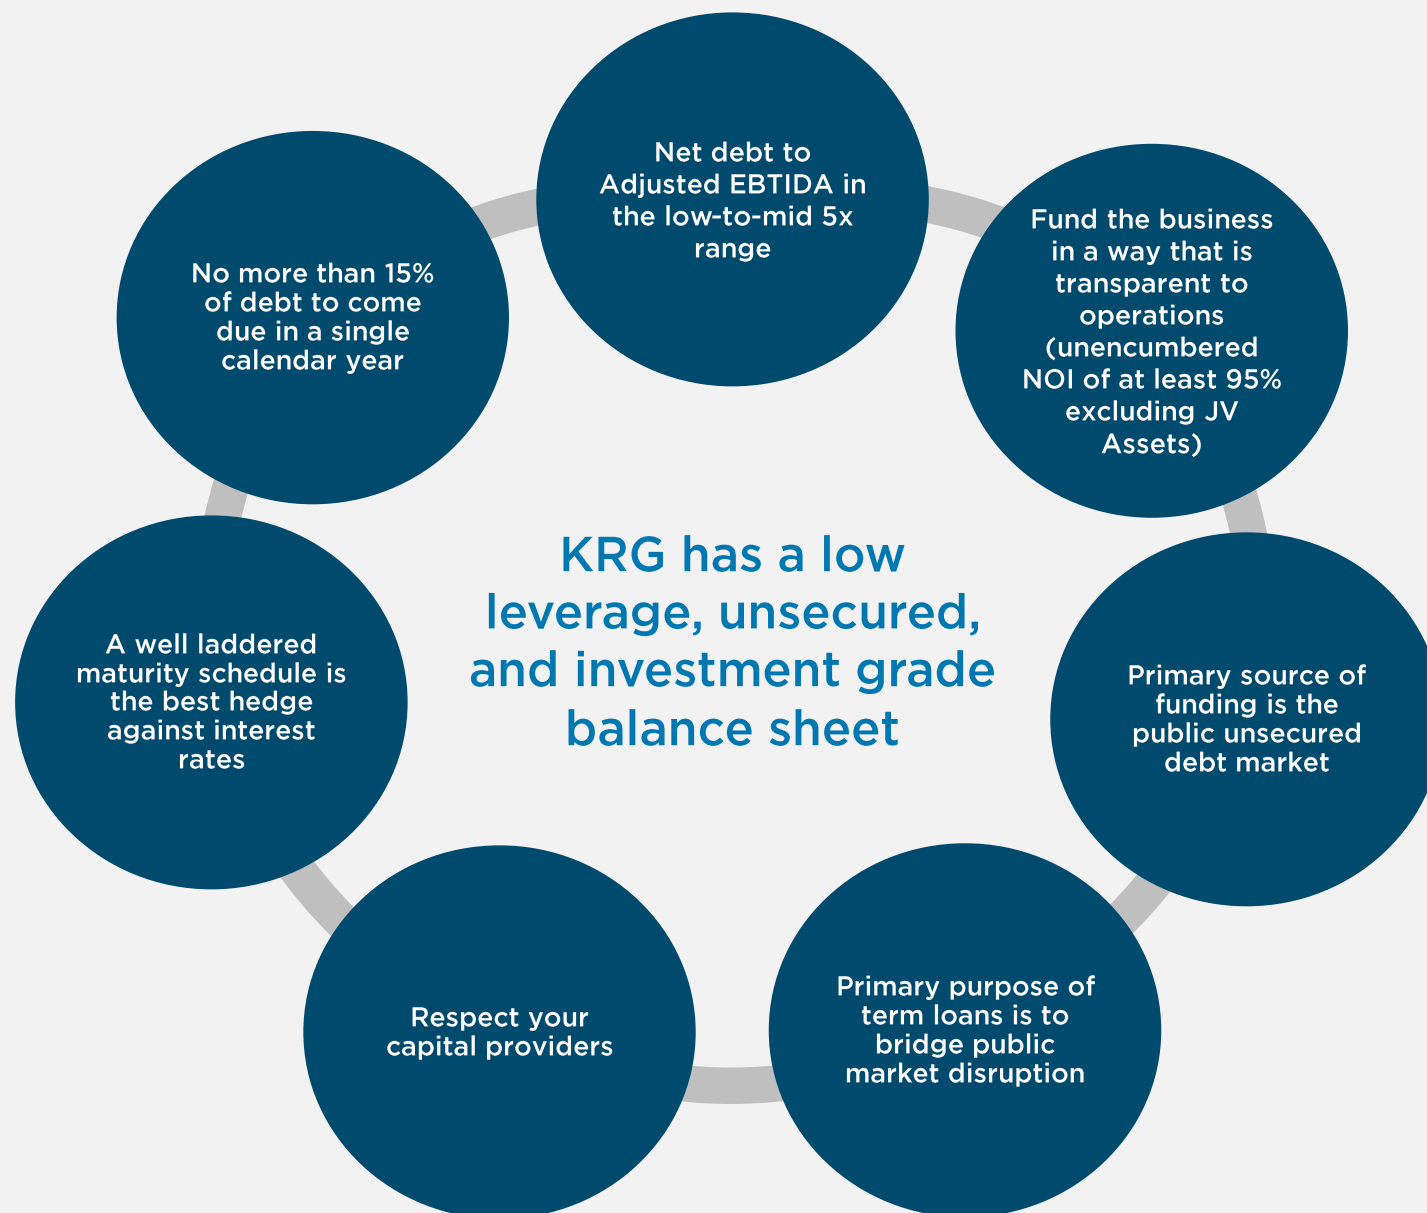 Net debt to
Adjusted EBTIDA in
the low-to-mid 5x
range
Fund the business
in a way that is
transparent to
operations
(unencumbered
NOI of at least 95%
excluding JV
Assets)
Primary source of
funding is the
public unsecured
debt market
Primary purpose of
term loans is to
bridge public
market disruption
Respect your
capital providers
A well laddered
maturity schedule is
the best hedge
against interest
rates
No more than 15%
of debt to come
due in a single
calendar year
KRG has a low
leverage, unsecured,
and investment grade
balance sheet